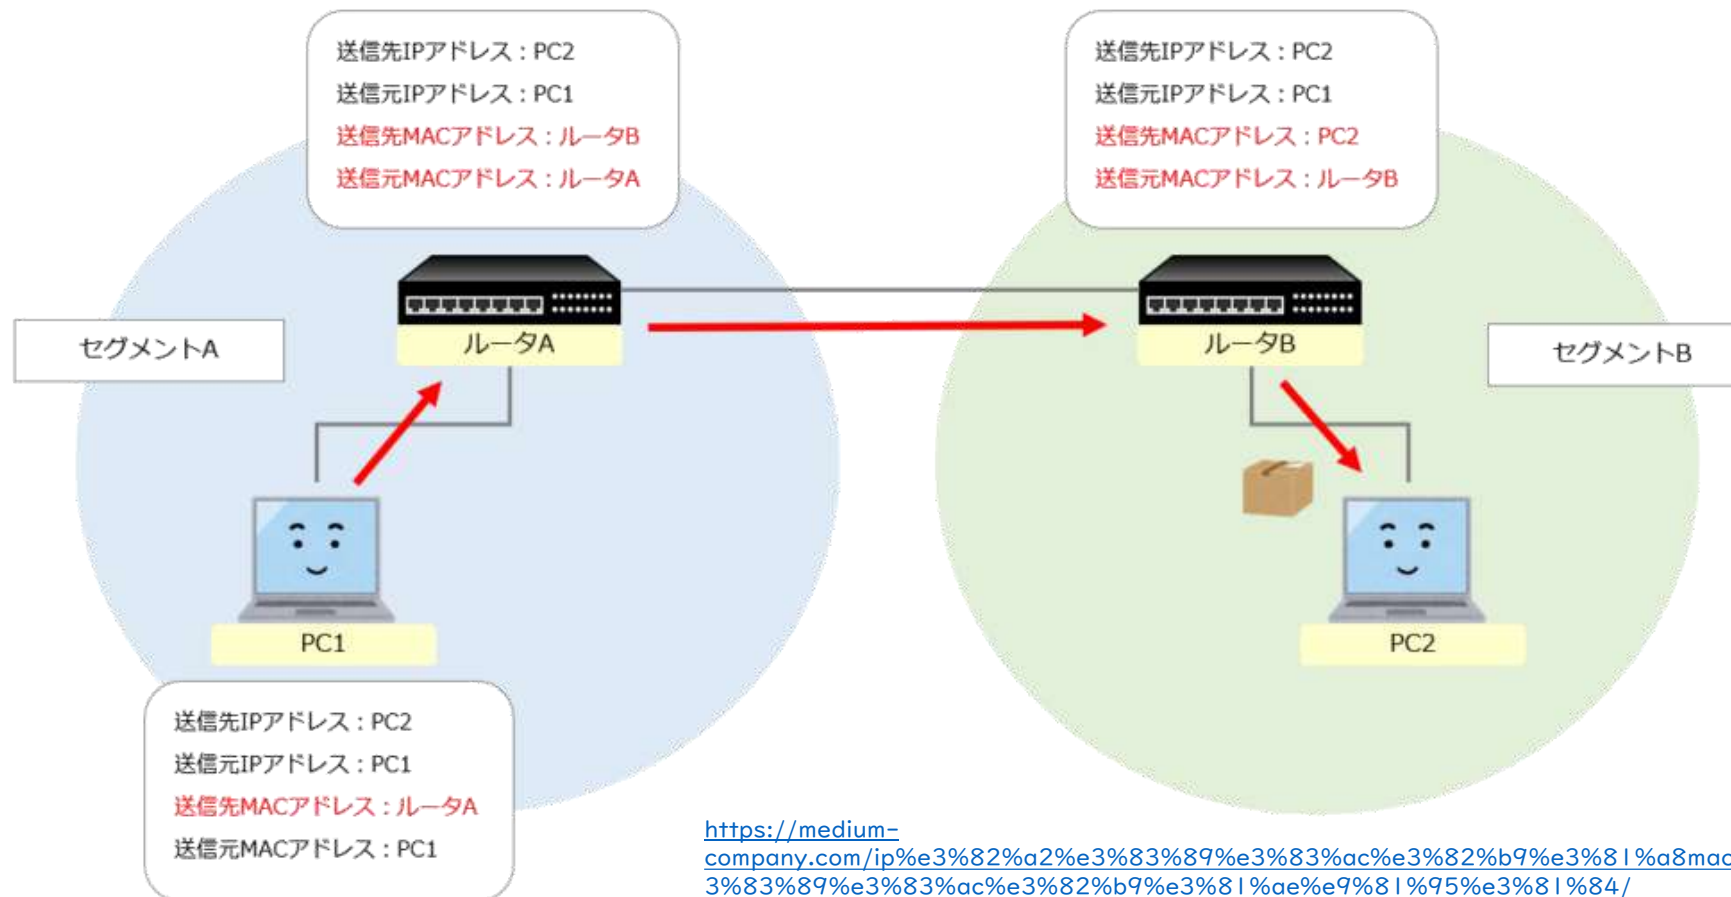 送信先IPアドレス：PC2
送信元IPアドレス：PC1
送信先MACアドレス：ルータB
送信元MACアドレス：ルータA
送信先IPアドレス：PC2
送信元IPアドレス：PC1
送信先MACアドレス：PC2
送信元MACアドレス：ルータB
セグメントA
ルータA
ルータB
セグメントB
PC1
PC2
送信先IPアドレス：PC2
送信元IPアドレス：PC1
送信先MACアドレス：ルータA
送信元MACアドレス：PC1
https://medium-
company.com/ip%e3%82%a2%e3%83%89%e3%83%ac%e3%82%b9%e3%81%a8mac
3%83%89%e3%83%ac%e3%82%b9%e3%81%ae%e9%81%95%e3%81%84/